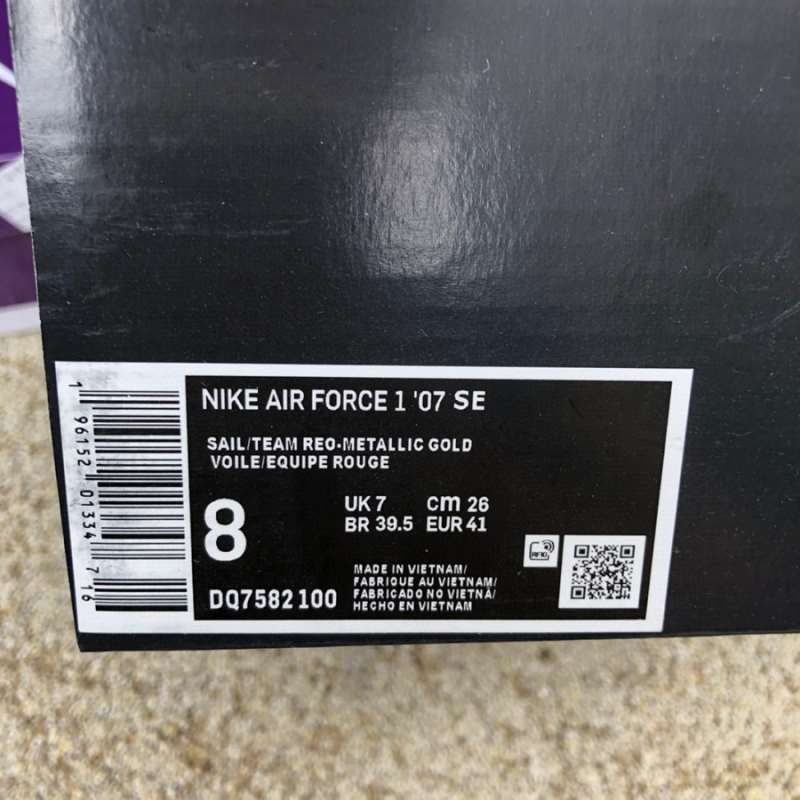 NIKE AIR FORCE 1 '07 SE
SAIL/TEAM REO-METALLIC GOLD
VOILE/EQUIPE ROUGE
8
UK 7 cm 26
BR 39.5 EUR 41
DQ7582 100
MADE IN VIETNAM/
FABRIQUE AU VIETNAM/
FABRICADO NO VIETNÃ/
HECHO EN VIETNAM
RFID
1 96152 01334 7 16